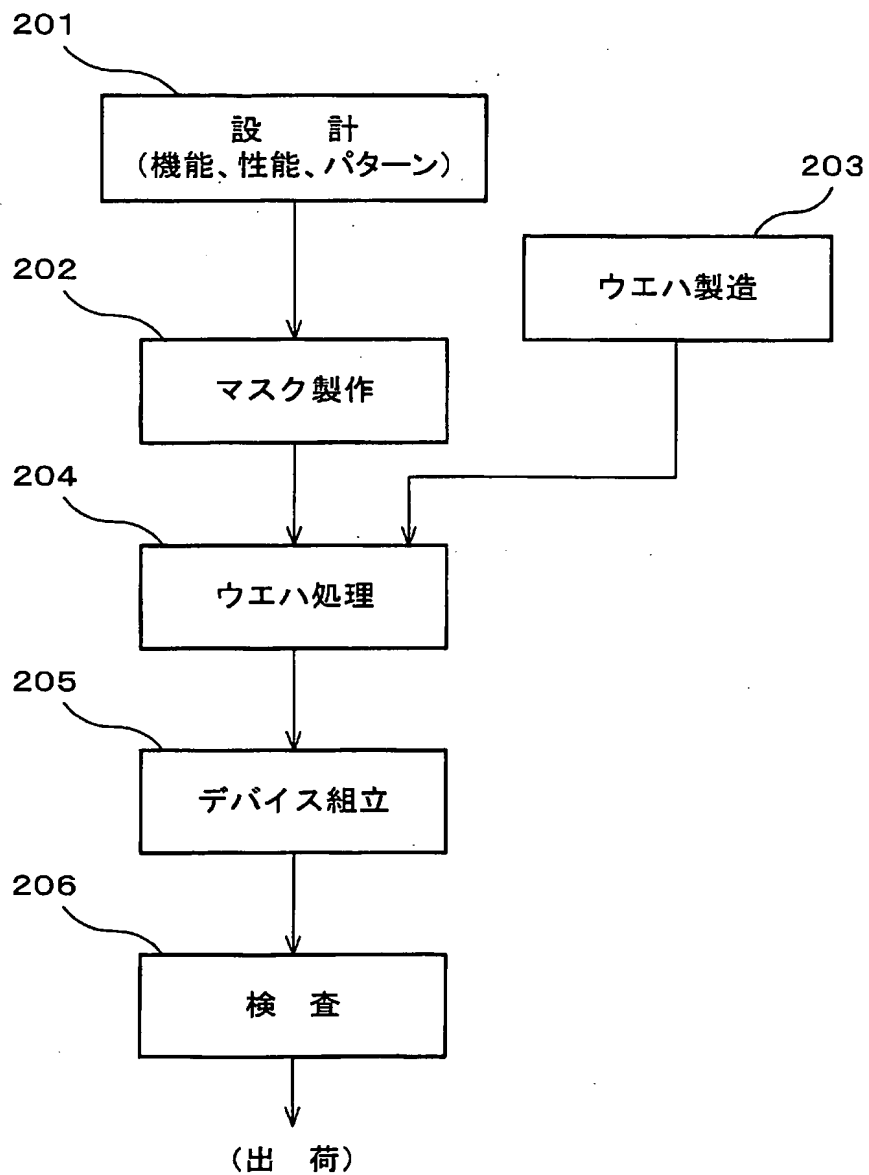 201
設　計
(機能、性能、パターン)
203
ウエハ製造
202
マスク製作
204
ウエハ処理
205
デバイス組立
206
検　査
(出　荷)